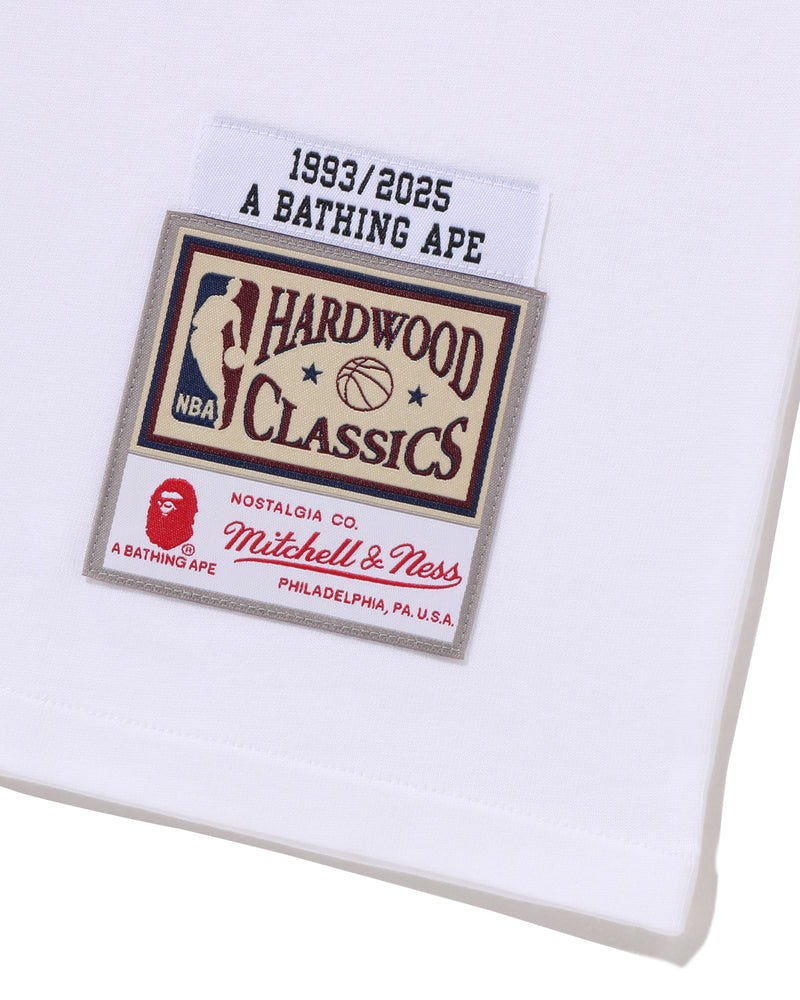 1993/2025
A BATHING APE
HARDWOOD
CLASSICS
NBA
NOSTALGIA CO.
Mitchell & Ness
PHILADELPHIA, PA. U.S.A.
®
A BATHING APE